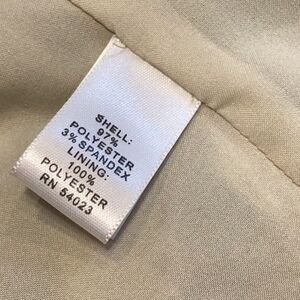 SHELL:
97%
POLYESTER
3% SPANDEX
LINING:
100%
POLYESTER
RN 54023